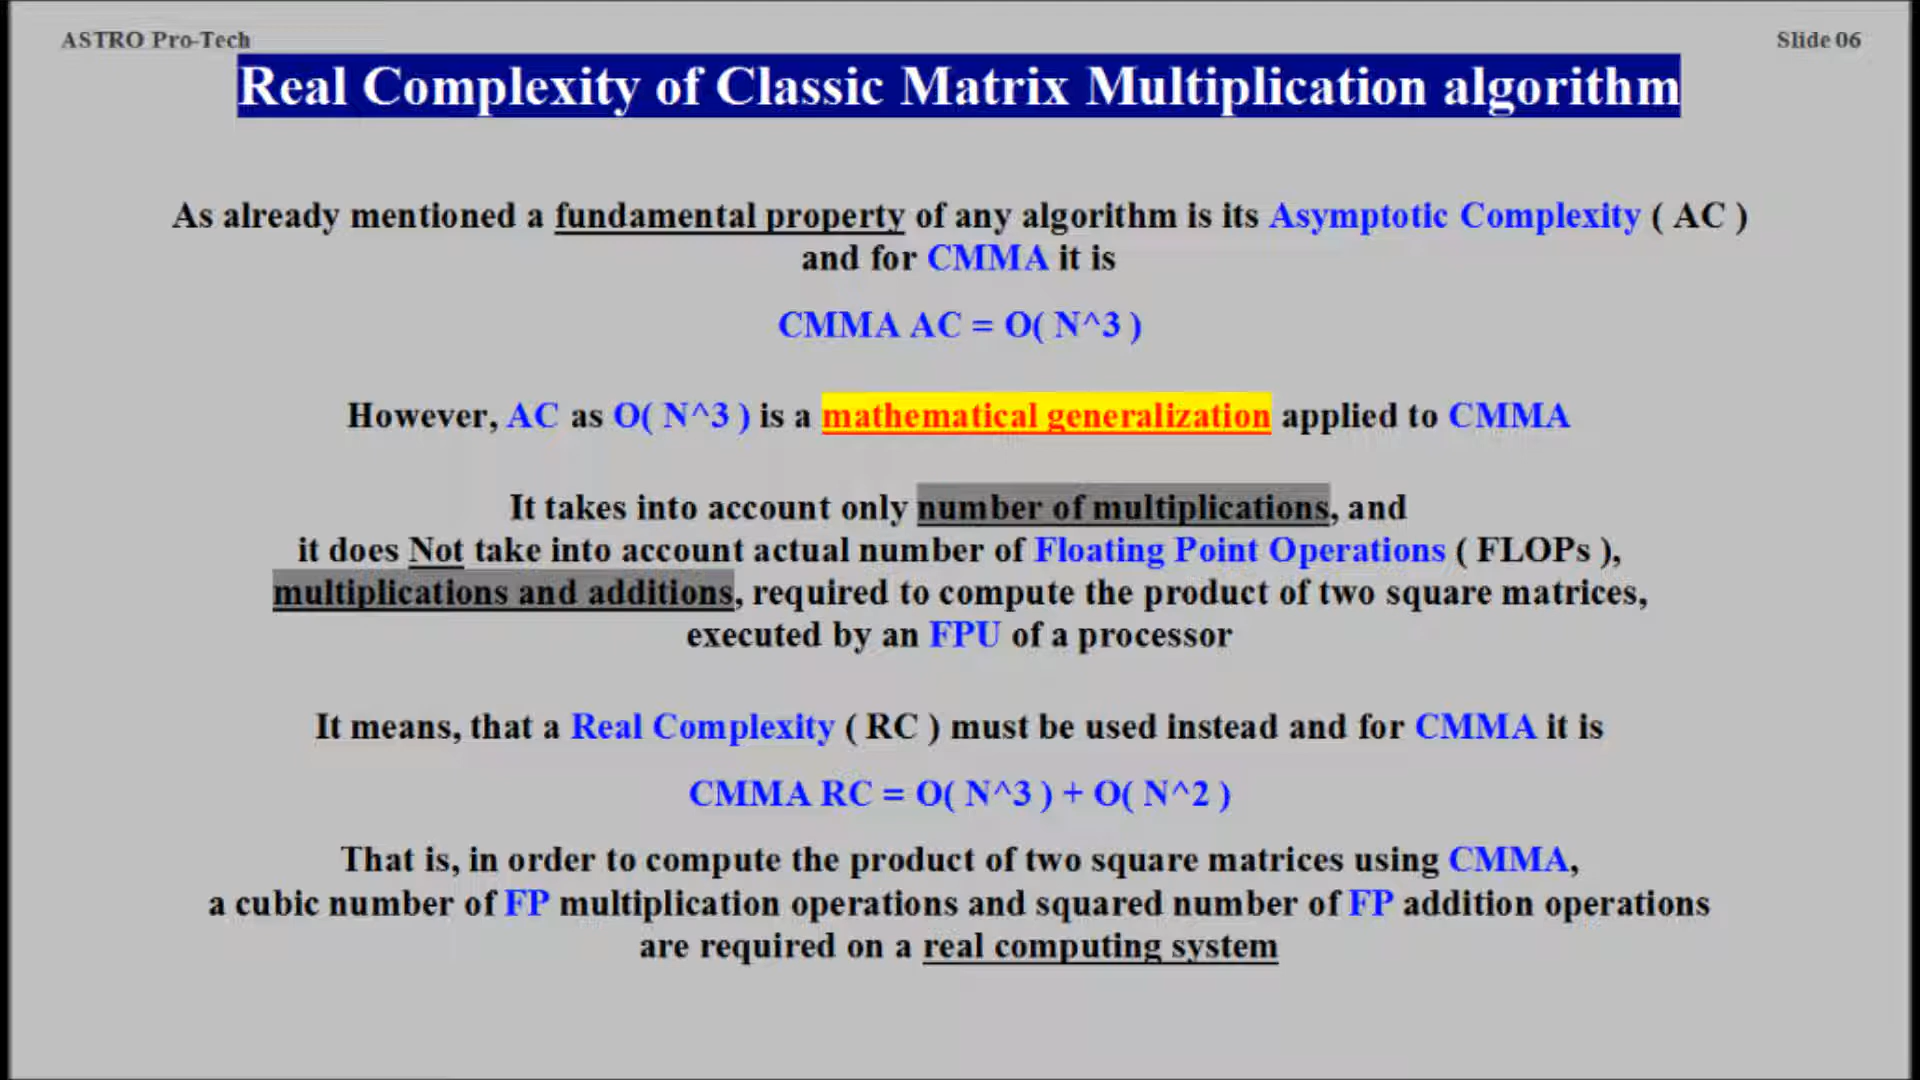 ASTRO Pro-Tech
Slide 06
Real Complexity of Classic Matrix Multiplication algorithm
As already mentioned a fundamental property of any algorithm is its Asymptotic Complexity ( AC )
and for CMMA it is
CMMA AC = O( N^3 )
However, AC as O( N^3 ) is a mathematical generalization applied to CMMA
It takes into account only number of multiplications, and
it does Not take into account actual number of Floating Point Operations ( FLOPs ),
multiplications and additions, required to compute the product of two square matrices,
executed by an FPU of a processor
It means, that a Real Complexity ( RC ) must be used instead and for CMMA it is
CMMA RC = O( N^3 ) + O( N^2 )
That is, in order to compute the product of two square matrices using CMMA,
a cubic number of FP multiplication operations and squared number of FP addition operations
are required on a real computing system